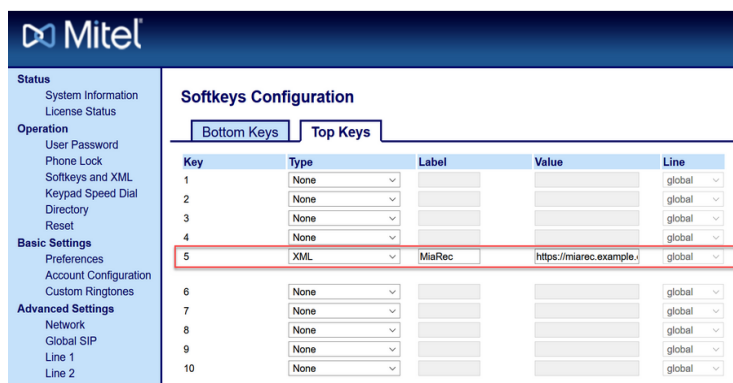 Mitel
Status
System Information
License Status
Operation
User Password
Phone Lock
Softkeys and XML
Keypad Speed Dial
Directory
Reset
Basic Settings
Preferences
Account Configuration
Custom Ringtones
Advanced Settings
Network
Global SIP
Line 1
Line 2
Softkeys Configuration
Bottom Keys Top Keys
Key Type Label Value Line
1 None global
2 None global
3 None global
4 None global
5 XML MiaRec https://miarec.example. global
6 None global
7 None global
8 None global
9 None global
10 None global